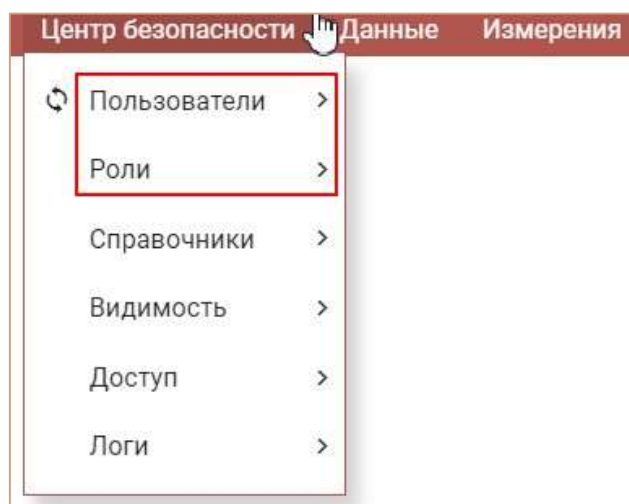 Центр безопасности Данные Измерения
Пользователи
Роли
Справочники
Видимость
Доступ
Логи